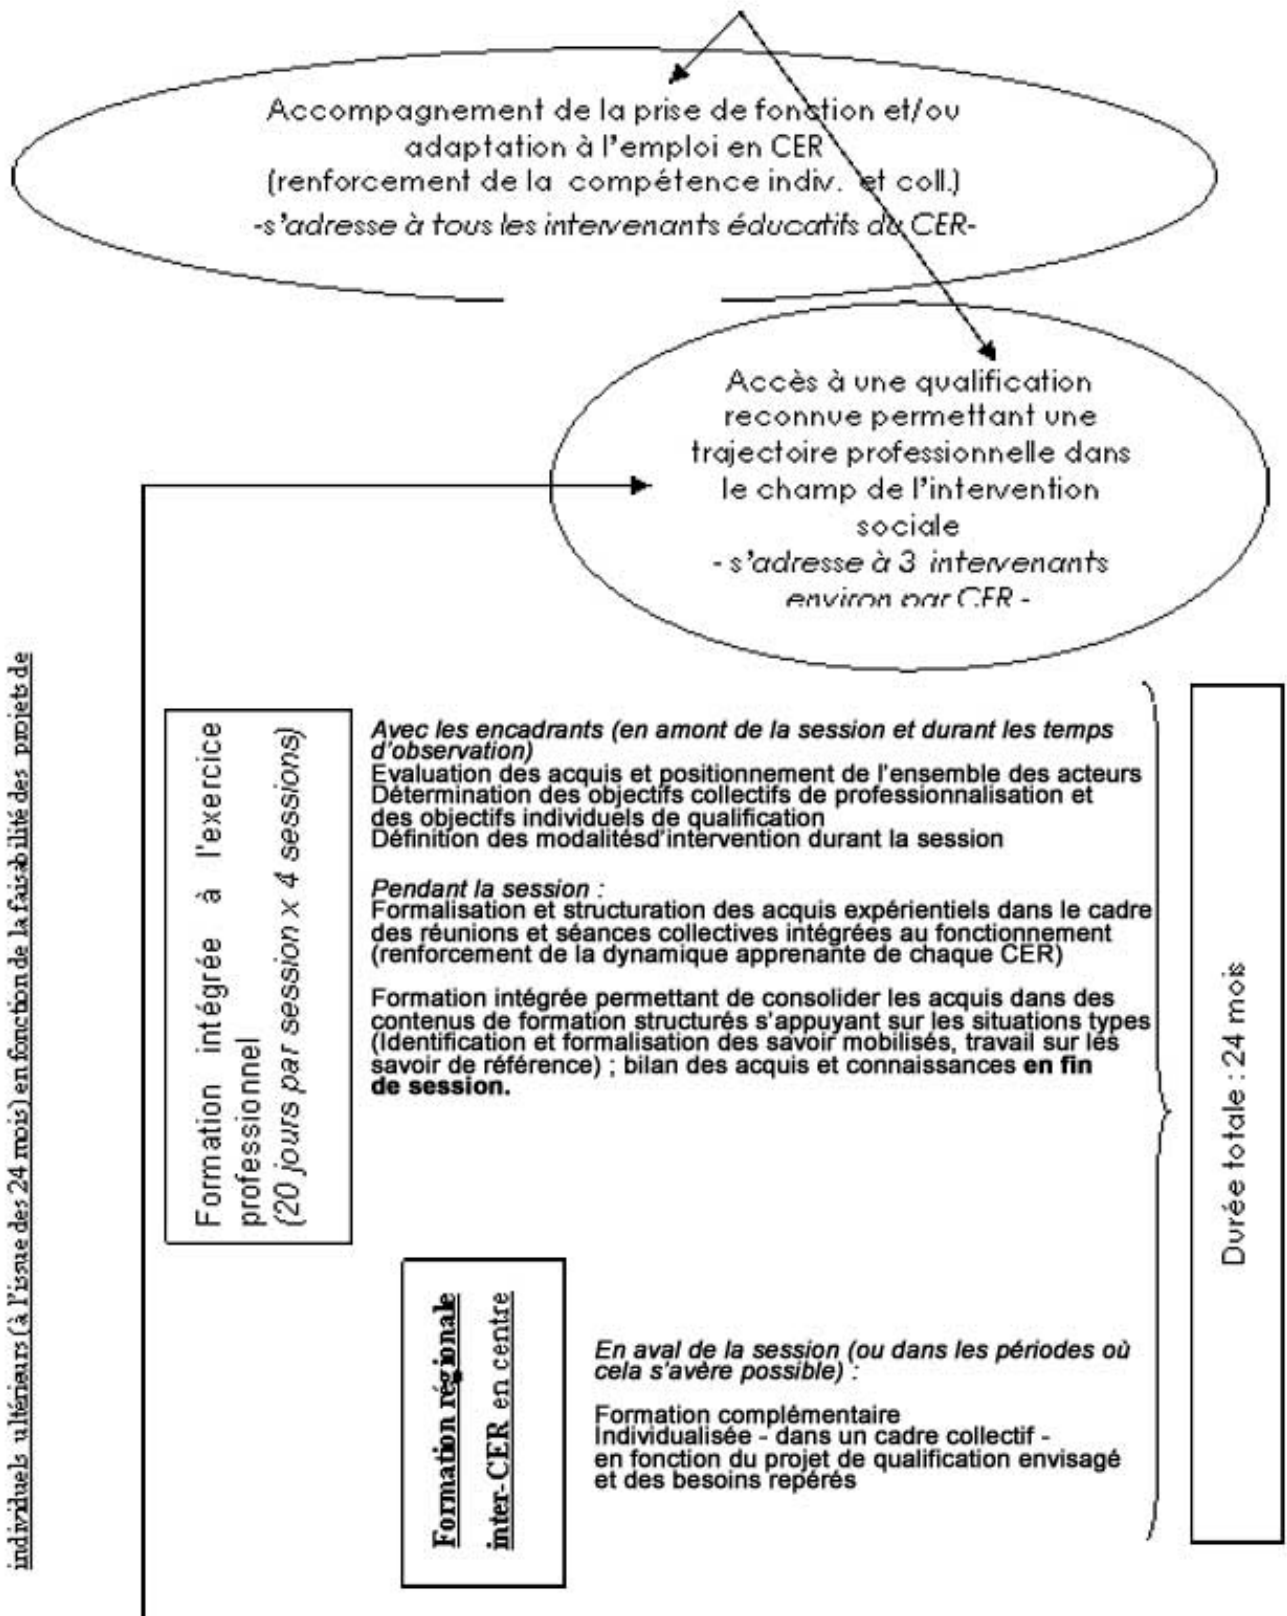 Accompagnement de la prise de fonction et/ou
adaptation à l'emploi en CER
(renforcement de la compétence indiv. et coll.)
-s'adresse à tous les intervenants éducatifs du CER-
Accès à une qualification
reconnue permettant une
trajectoire professionnelle dans
le champ de l'intervention
sociale
- s'adresse à 3 intervenants
environ par CER -
individuels ultérieurs (à l'issue des 24 mois) en fonction de la faisabilité des projets de
Formation intégrée à l'exercice
professionnel
(20 jours par session x 4 sessions)
Avec les encadrants (en amont de la session et durant les temps
d'observation)
Evaluation des acquis et positionnement de l'ensemble des acteurs
Détermination des objectifs collectifs de professionnalisation et
des objectifs individuels de qualification
Définition des modalitésd'intervention durant la session
Pendant la session :
Formalisation et structuration des acquis expérientiels dans le cadre
des réunions et séances collectives intégrées au fonctionnement
(renforcement de la dynamique apprenante de chaque CER)
Formation intégrée permettant de consolider les acquis dans des
contenus de formation structurés s'appuyant sur les situations types
(Identification et formalisation des savoir mobilisés, travail sur les
savoir de référence) ; bilan des acquis et connaissances en fin
de session.
Formation régionale
inter-CER en centre
En aval de la session (ou dans les périodes où
cela s'avère possible) :
Formation complémentaire
Individualisée - dans un cadre collectif -
en fonction du projet de qualification envisagé
et des besoins repérés
Durée totale : 24 mois